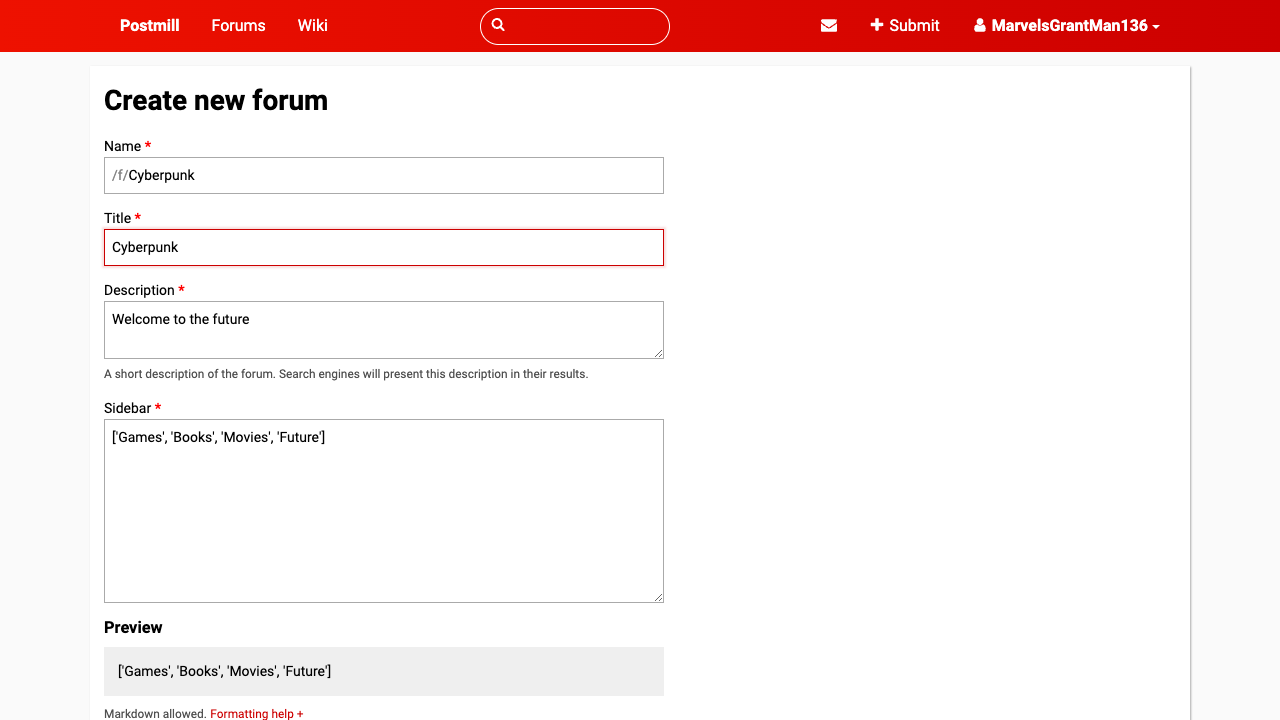 Postmill Forums Wiki Submit MarvelsGrantMan136
Create new forum
Name *
/f/Cyberpunk
Title *
Cyberpunk
Description *
Welcome to the future
A short description of the forum. Search engines will present this description in their results.
Sidebar *
['Games', 'Books', 'Movies', 'Future']
Preview
['Games', 'Books', 'Movies', 'Future']
Markdown allowed. Formatting help +